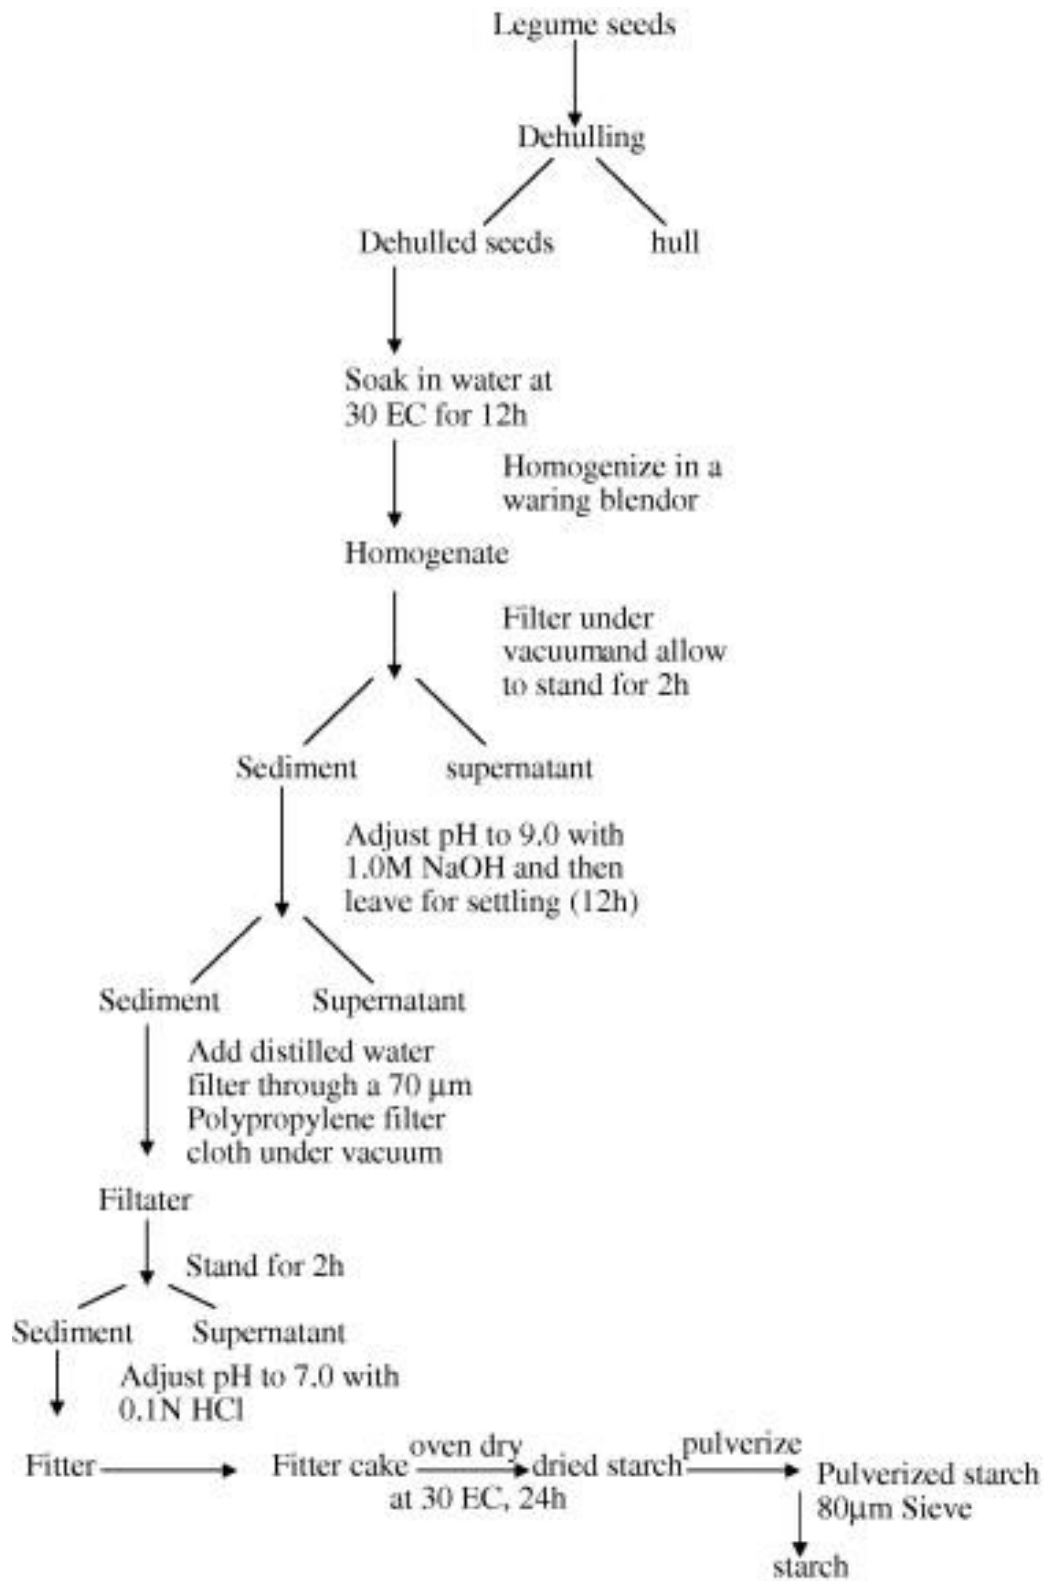 Legume seeds
Dehulling
Dehulled seeds
hull
Soak in water at
30 EC for 12h
Homogenize in a
waring blendor
Homogenate
Filter under
vacuumand allow
to stand for 2h
Sediment
supernatant
Adjust pH to 9.0 with
1.0M NaOH and then
leave for settling (12h)
Sediment
Supernatant
Add distilled water
filter through a 70 µm
Polypropylene filter
cloth under vacuum
Filtater
Stand for 2h
Sediment
Supernatant
Adjust pH to 7.0 with
0.1N HCl
Fitter
Fitter cake
oven dry
at 30 EC, 24h
dried starch
pulverize
Pulverized starch
80µm Sieve
starch